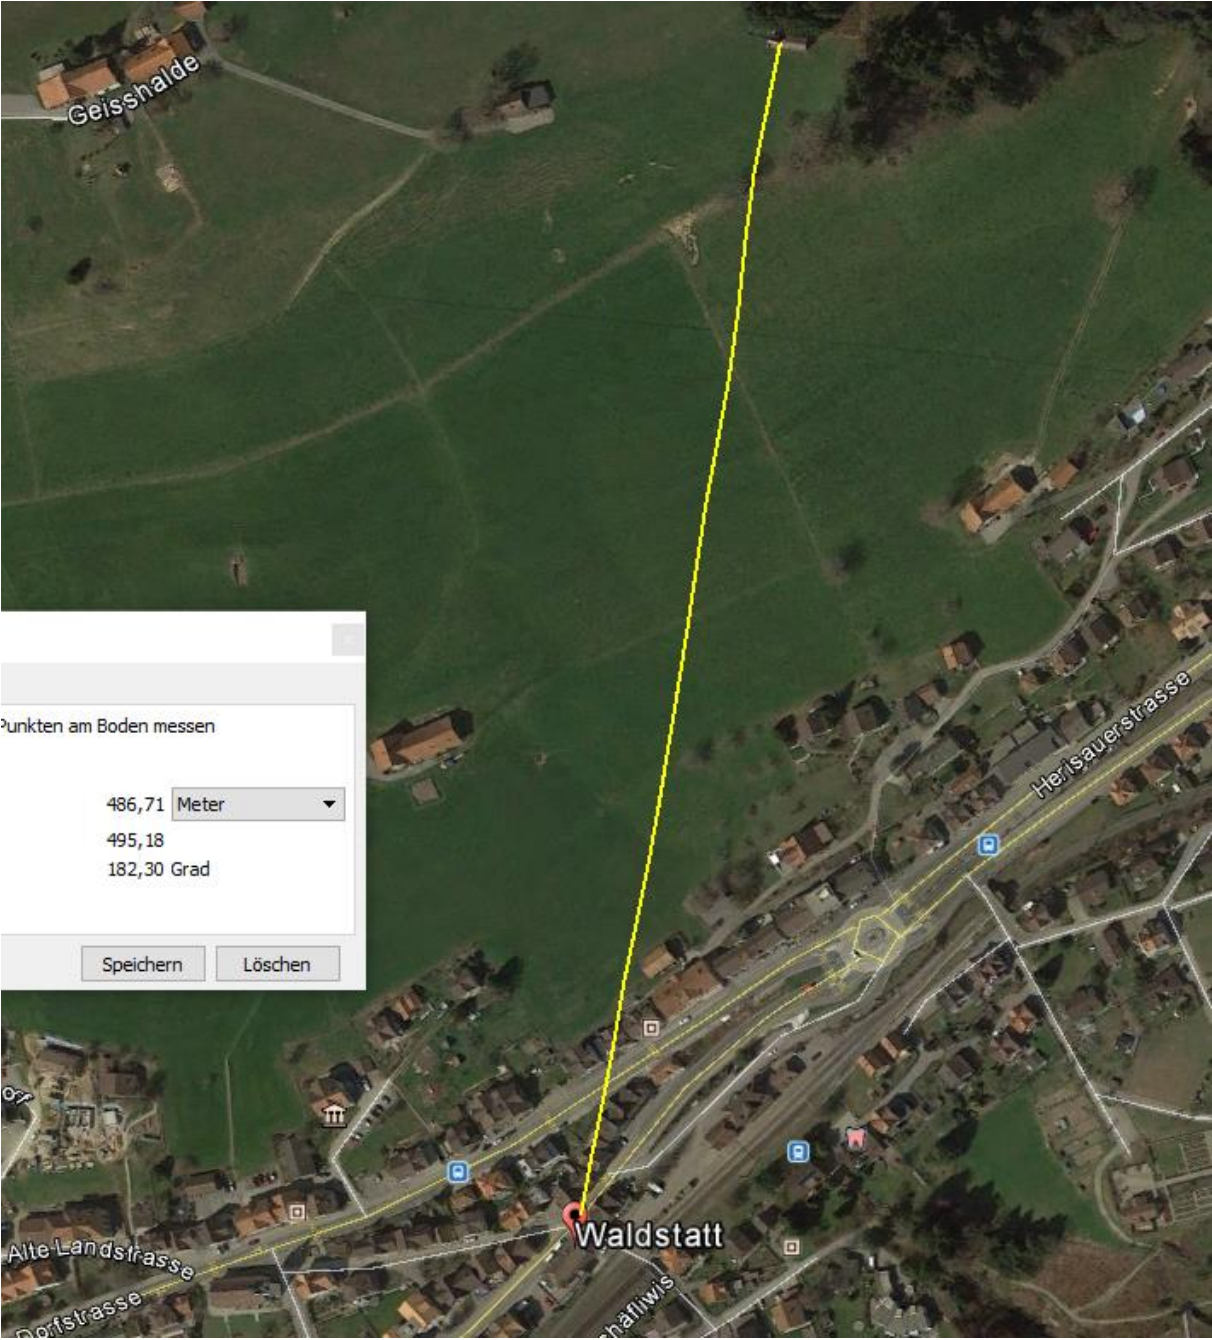 Geisshalde
Punkten am Boden messen
486,71 Meter
495,18
182,30 Grad
Speichern Löschen
Herisauerstrasse
Waldstatt
Alte Landstrasse
Dorfstrasse